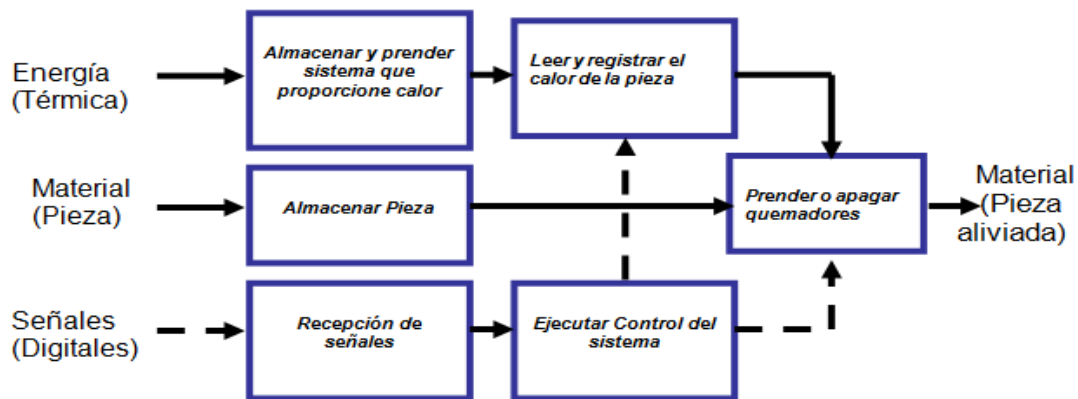 Energía
(Térmica)
Almacenar y prender
sistema que
proporcione calor
Leer y registrar el
calor de la pieza
Material
(Pieza)
Almacenar Pieza
Prender o apagar
quemadores
Material
(Pieza
aliviada)
Señales
(Digitales)
Recepción de
señales
Ejecutar Control del
sistema